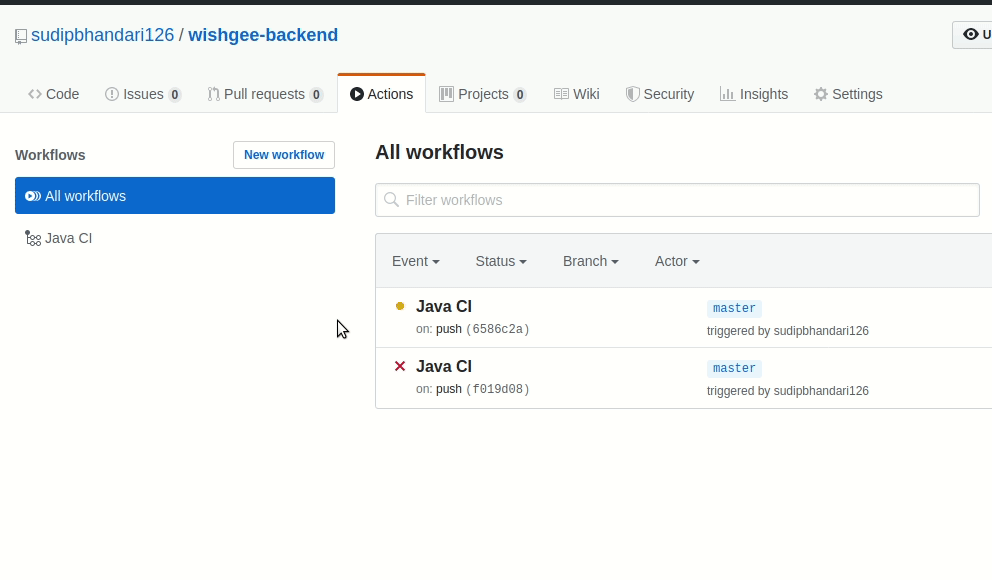 sudipbhandari126 / wishgee-backend
U
Code Issues 0 Pull requests 0 Actions Projects 0 Wiki Security Insights Settings
Workflows
New workflow
All workflows
Java CI
All workflows
Filter workflows
Event Status Branch Actor
Java CI
master
on: push (6586c2a)
triggered by sudipbhandari126
Java CI
master
on: push (f019d08)
triggered by sudipbhandari126